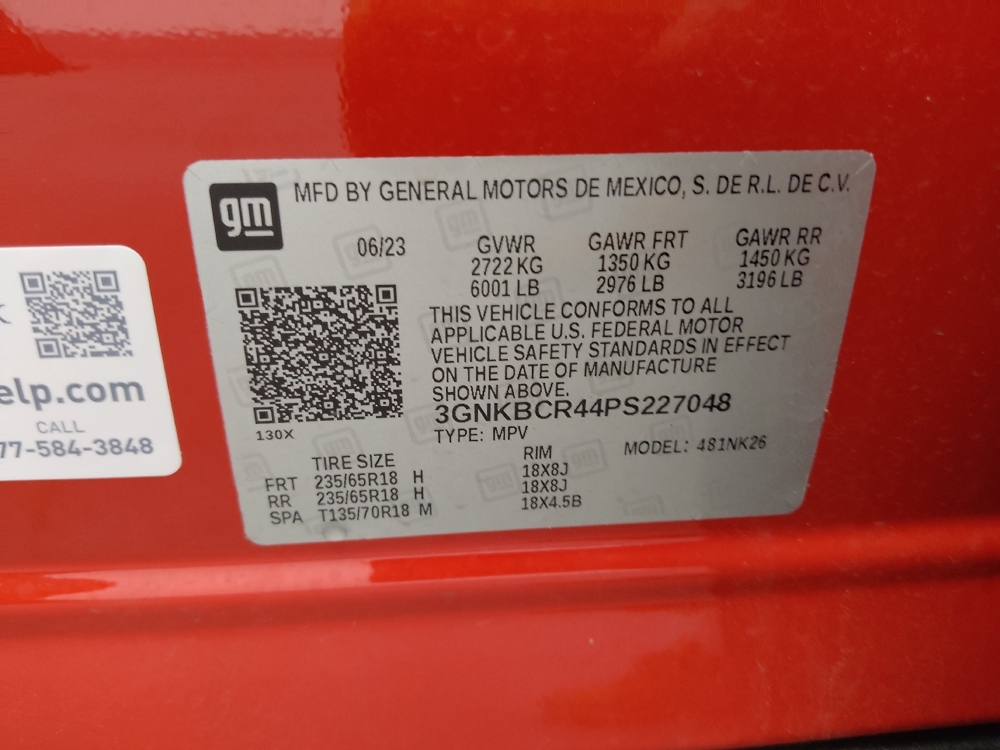 gm
MFD BY GENERAL MOTORS DE MEXICO, S. DE R.L. DE C.V.
06/23 GVWR GAWR FRT GAWR RR
2722 KG 1350 KG 1450 KG
6001 LB 2976 LB 3196 LB
THIS VEHICLE CONFORMS TO ALL
APPLICABLE U.S. FEDERAL MOTOR
VEHICLE SAFETY STANDARDS IN EFFECT
ON THE DATE OF MANUFACTURE
SHOWN ABOVE.
3GNKBCR44PS227048
130X
TYPE: MPV MODEL: 481NK26
TIRE SIZE RIM
FRT 235/65R18 H 18X8J
RR 235/65R18 H 18X8J
SPA T135/70R18 M 18X4.5B
elp.com
CALL
77-584-3848